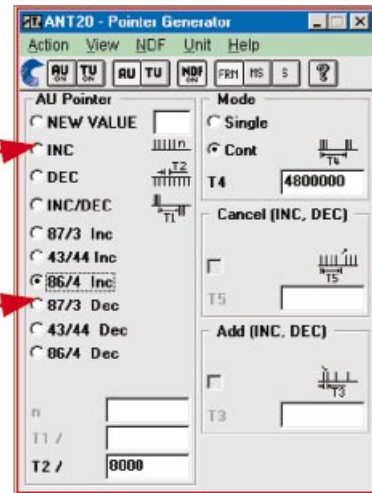 ANT20 - Pointer Generator
Action View NDF Unit Help
AU ON TU ON AU TU NDF ON FRM MS S ?
AU Pointer
NEW VALUE
INC n
DEC T2
INC/DEC T1
87/3 Inc
43/44 Inc
86/4 Inc
87/3 Dec
43/44 Dec
86/4 Dec
n
T1 /
T2 / 8000
Mode
Single
Cont T4
T4 4800000
Cancel (INC, DEC)
T5
T5
Add (INC, DEC)
T3
T3